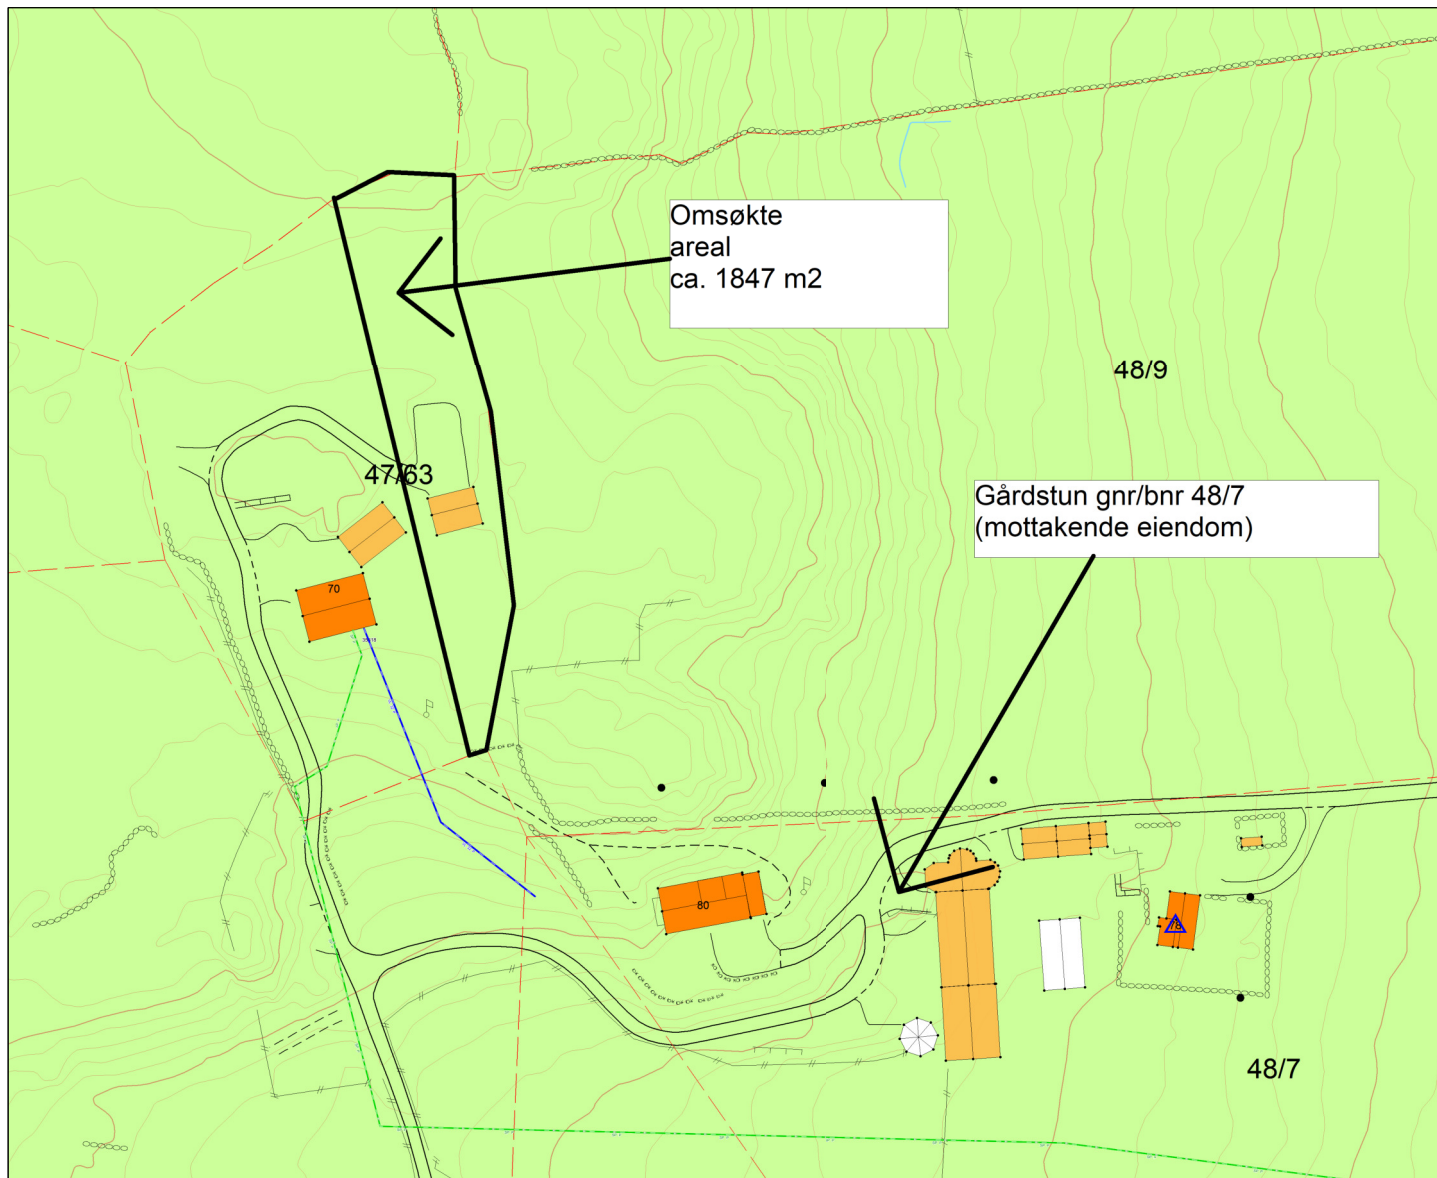 Omsøkte
areal
ca. 1847 m2
48/9
47/63
Gårdstun gnr/bnr 48/7
(mottakende eiendom)
70
80
78
48/7